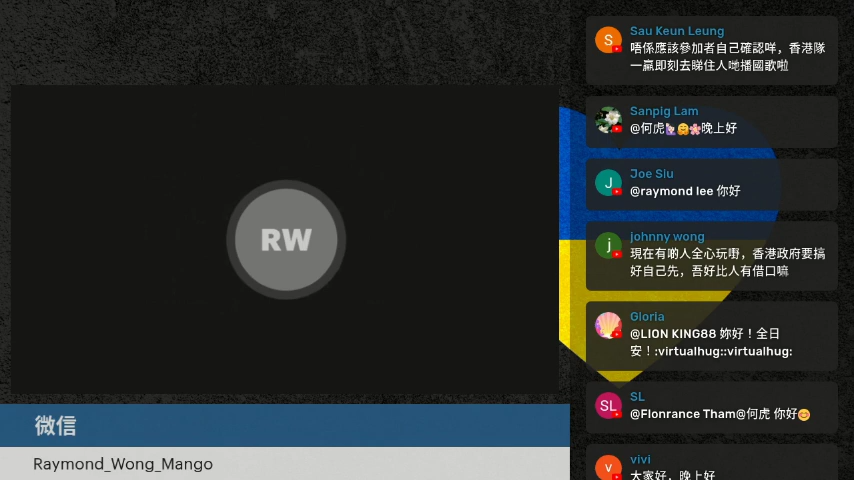 RW
微信
Raymond_Wong_Mango
S
Sau Keun Leung
唔係應該參加者自己確認咩，香港隊
一贏即刻去睇住人哋播國歌啦
Sanpig Lam
@何虎🙋🏻‍♀️🤗🌸晚上好
J
Joe Siu
@raymond lee 你好
j
johnny wong
現在有啲人全心玩嘢，香港政府要搞
好自己先，吾好比人有借口嘛
Gloria
@LION KING88 妳好！全日
安！:virtualhug::virtualhug:
SL
SL
@Flonrance Tham@何虎 你好😊
v
vivi
大家好，晚上好